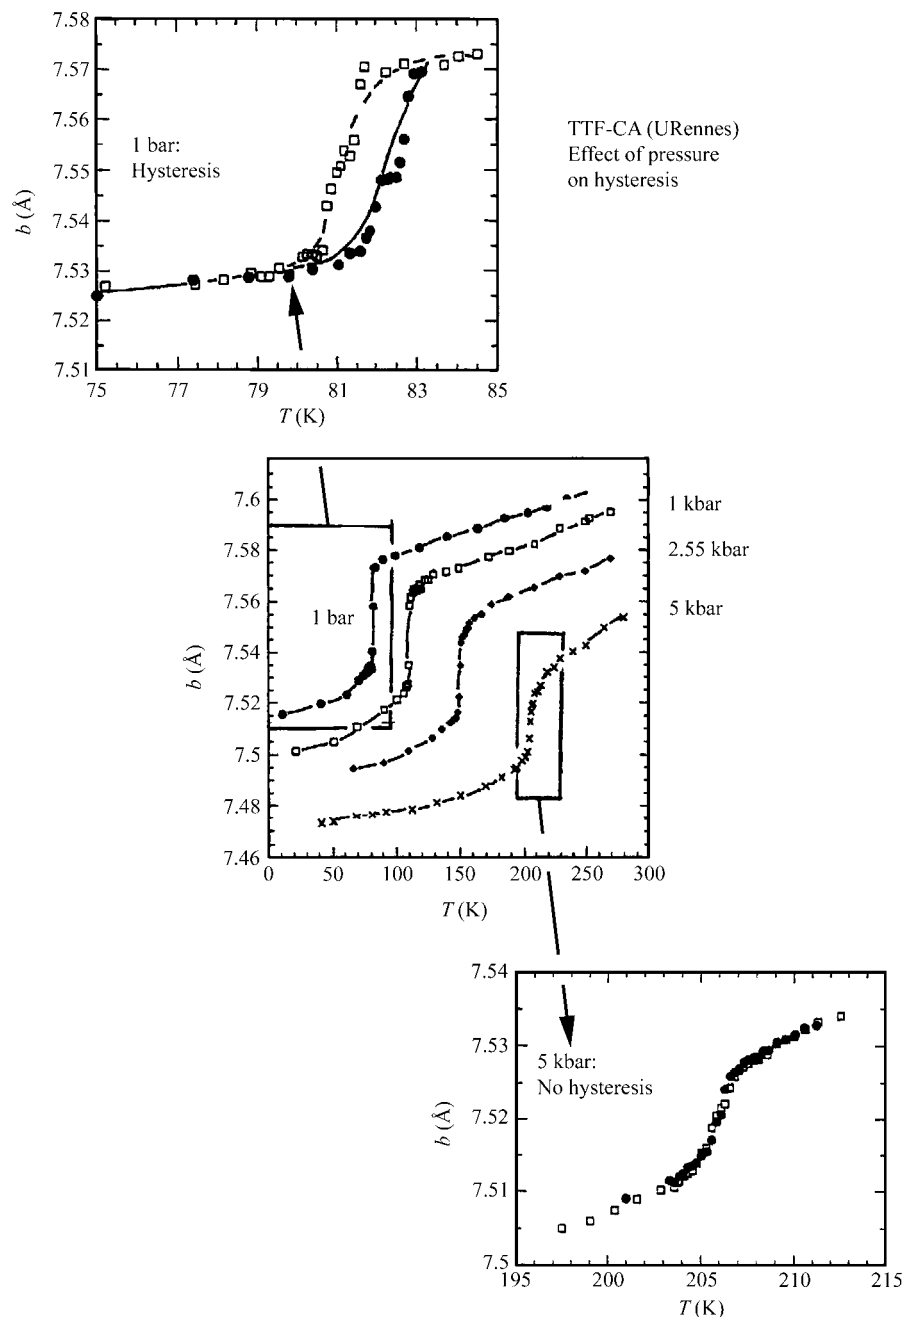 7.58
7.57
7.56
7.55
7.54
7.53
7.52
7.51
b (Å)
1 bar:
Hysteresis
75 77 79 81 83 85
T (K)
TTF-CA (URennes)
Effect of pressure
on hysteresis
7.6
7.58
7.56
7.54
7.52
7.5
7.48
7.46
b (Å)
1 bar
1 kbar
2.55 kbar
5 kbar
0 50 100 150 200 250 300
T (K)
7.54
7.53
7.52
7.51
7.5
b (Å)
5 kbar:
No hysteresis
195 200 205 210 215
T (K)